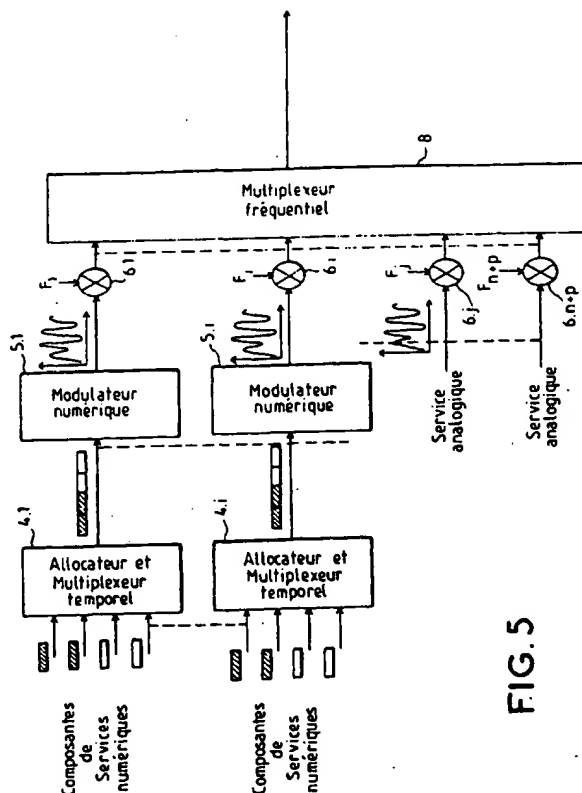 Composantes
de
Services
numériques
4.1
Allocateur et
Multiplexeur
temporel
5.1
Modulateur
numérique
F1
6.1
Composantes
de
Services
numériques
4.i
Allocateur et
Multiplexeur
temporel
5.i
Modulateur
numérique
Fi
6.i
Service
analogique
Fj
6.j
Service
analogique
Fn+p
6.n+p
Multiplexeur
fréquentiel
8
FIG. 5